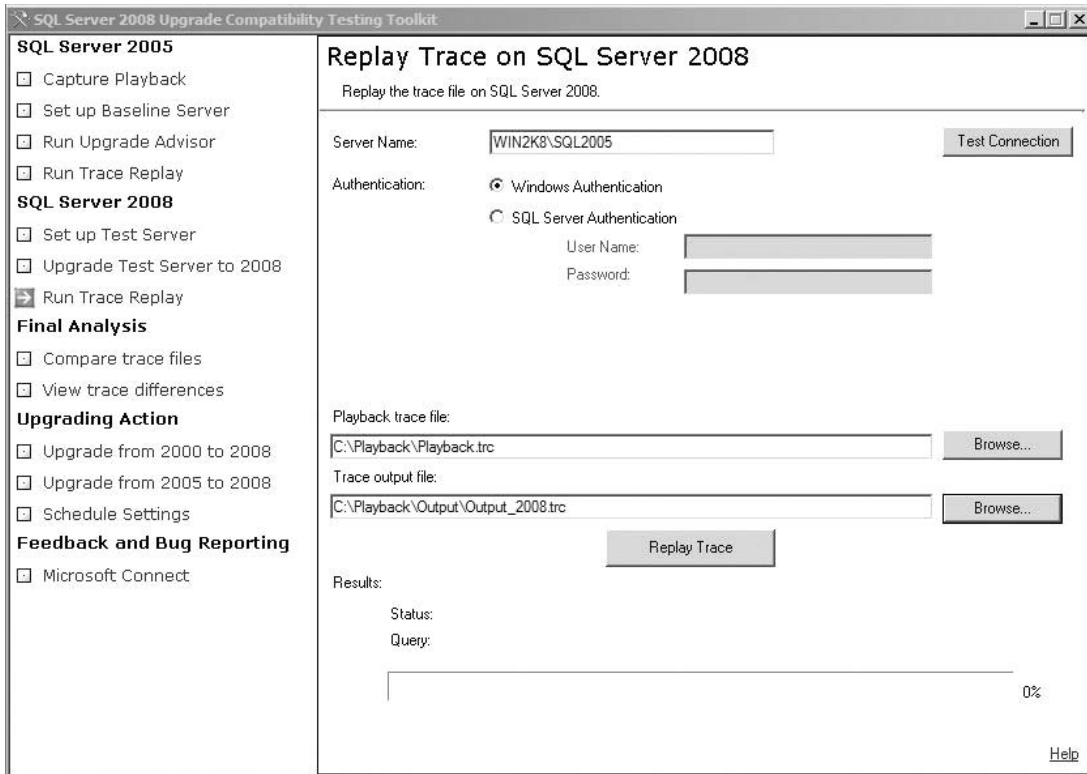 SQL Server 2008 Upgrade Compatibility Testing Toolkit
SQL Server 2005
Capture Playback
Set up Baseline Server
Run Upgrade Advisor
Run Trace Replay
SQL Server 2008
Set up Test Server
Upgrade Test Server to 2008
Run Trace Replay
Final Analysis
Compare trace files
View trace differences
Upgrading Action
Upgrade from 2000 to 2008
Upgrade from 2005 to 2008
Schedule Settings
Feedback and Bug Reporting
Microsoft Connect
Replay Trace on SQL Server 2008
Replay the trace file on SQL Server 2008.
Server Name: WIN2K8\SQL2005 Test Connection
Authentication: Windows Authentication
SQL Server Authentication
User Name:
Password:
Playback trace file:
C:\Playback\Playback.trc Browse...
Trace output file:
C:\Playback\Output\Output_2008.trc Browse...
Replay Trace
Results:
Status:
Query:
0%
Help